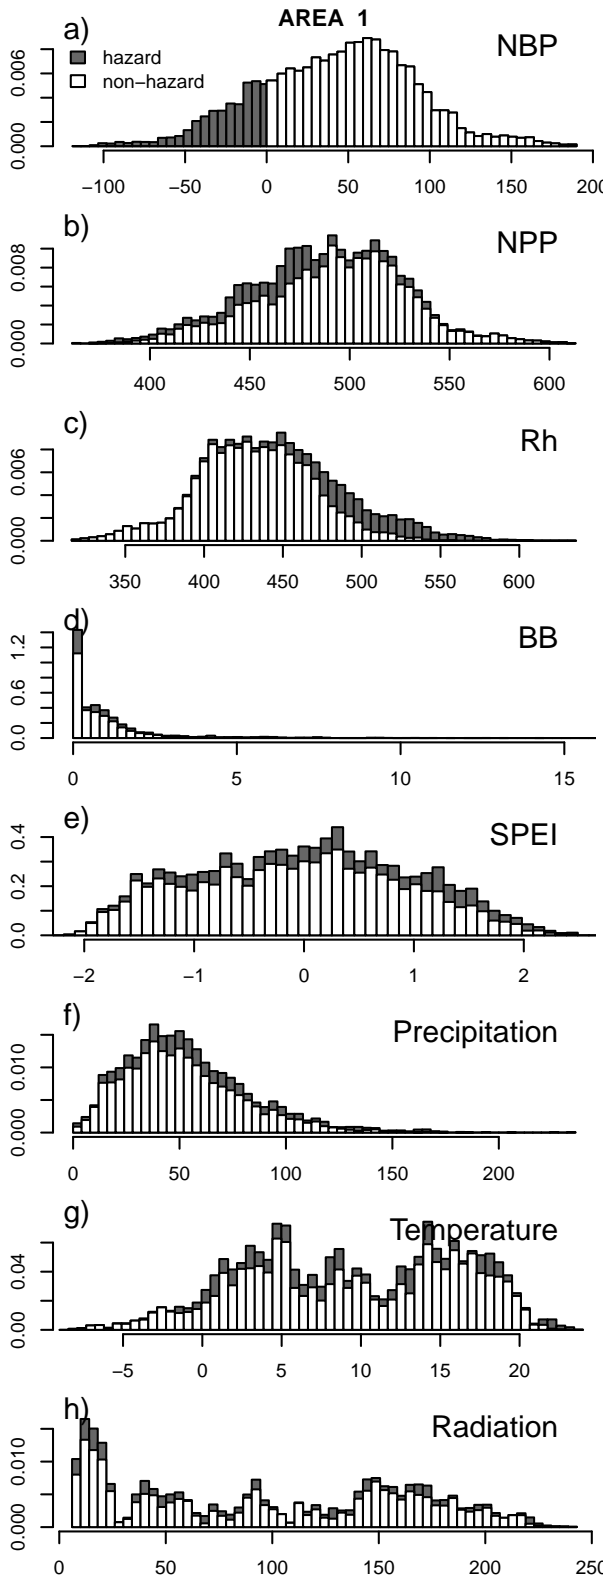 AREA 1
a)
NBP
hazard
non−hazard
0.000
0.006
−100 −50 0 50 100 150 200
b)
NPP
0.000
0.008
400 450 500 550 600
c)
Rh
0.000
0.006
350 400 450 500 550 600
d)
BB
0.0
0.6
1.2
0 5 10 15
e)
SPEI
0.0
0.2
0.4
−2 −1 0 1 2
f)
Precipitation
0.000
0.010
0 50 100 150 200
g)
Temperature
0.00
0.04
−5 0 5 10 15 20
h)
Radiation
0.000
0.010
0 50 100 150 200 250